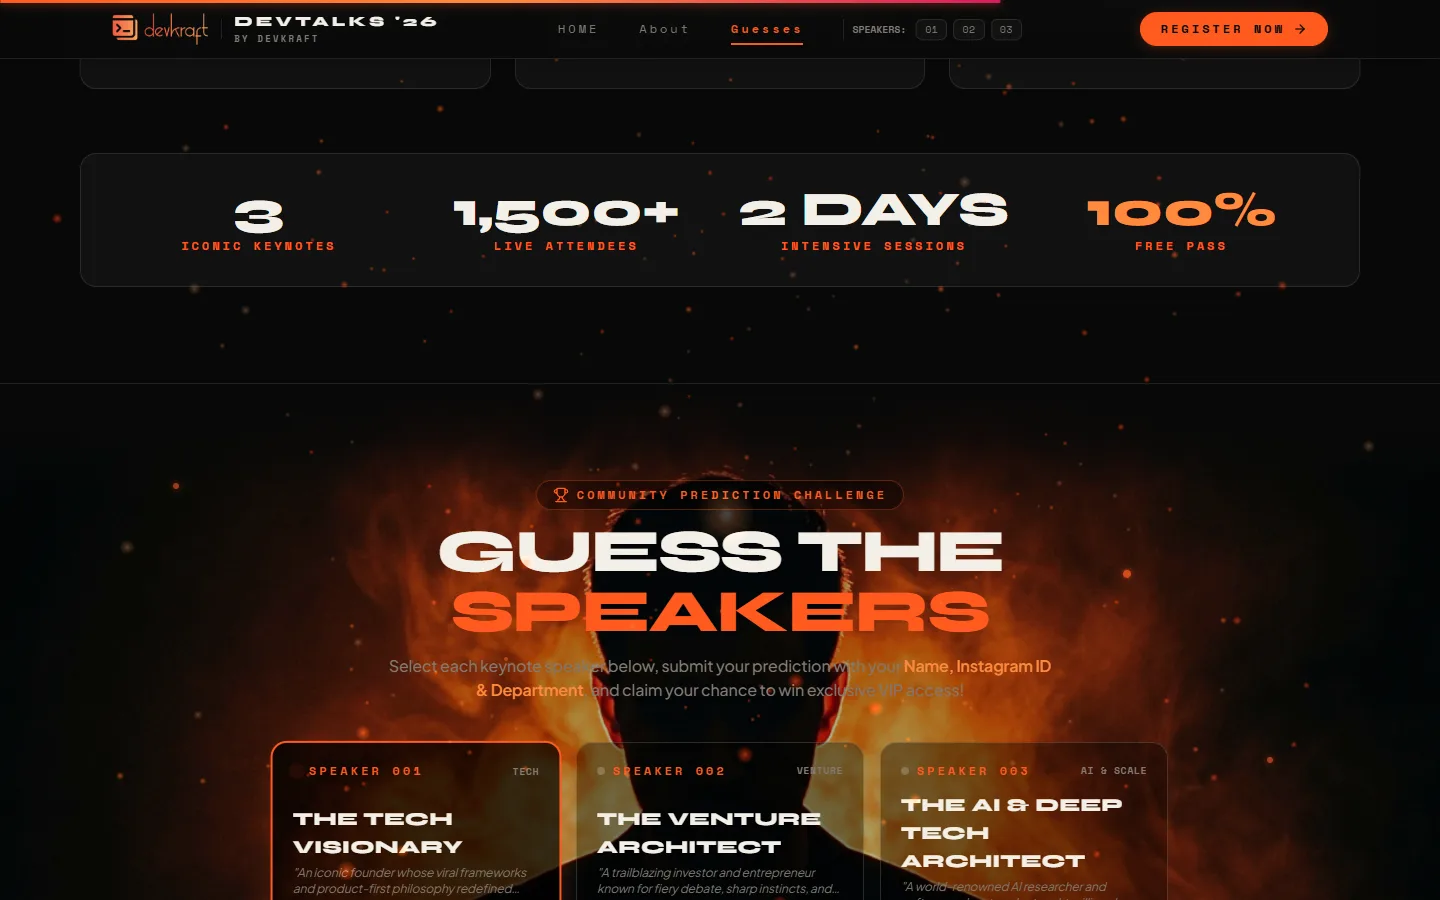 devkraft
DEVTALKS '26
BY DEVKRAFT
HOME
About
Guesses
SPEAKERS:
01
02
03
REGISTER NOW →
3
ICONIC KEYNOTES
1,500+
LIVE ATTENDEES
2 DAYS
INTENSIVE SESSIONS
100%
FREE PASS
COMMUNITY PREDICTION CHALLENGE
GUESS THE
SPEAKERS
Select each keynote speaker below, submit your prediction with your Name, Instagram ID
& Department and claim your chance to win exclusive VIP access!
SPEAKER 001
TECH
THE TECH
VISIONARY
"An iconic founder whose viral frameworks
and product-first philosophy redefined...
SPEAKER 002
VENTURE
THE VENTURE
ARCHITECT
"A trailblazing investor and entrepreneur
known for fiery debate, sharp instincts, and...
SPEAKER 003
AI & SCALE
THE AI & DEEP
TECH
ARCHITECT
"A world-renowned AI researcher and